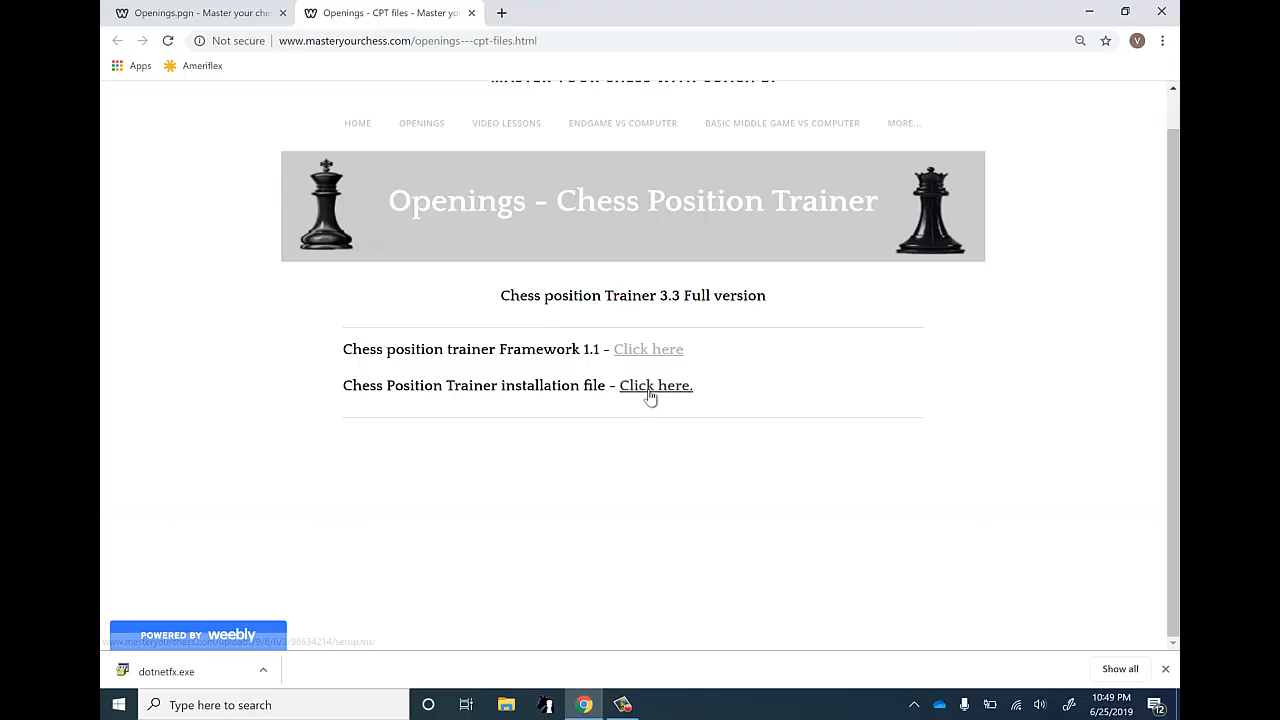 Openings.pgn - Master your che
Openings - CPT files - Master yo
Not secure
www.masteryourchess.com/openings---cpt-files.html
V
Apps
Ameriflex
HOME
OPENINGS
VIDEO LESSONS
ENDGAME VS COMPUTER
BASIC MIDDLE GAME VS COMPUTER
MORE...
Openings - Chess Position Trainer
Chess position Trainer 3.3 Full version
Chess position trainer Framework 1.1 - Click here
Chess Position Trainer installation file - Click here.
POWERED BY weebly
dotnetfx.exe
Show all
Type here to search
10:49 PM
6/25/2019
12